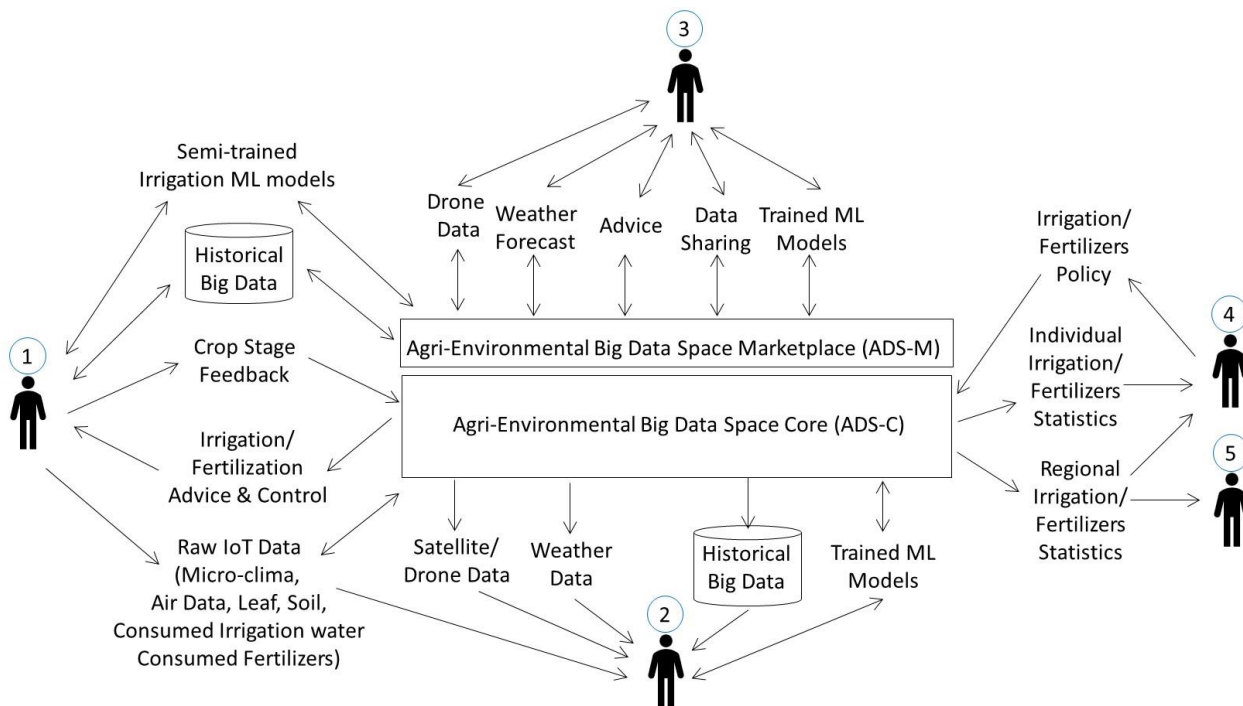 3
Semi-trained
Irrigation ML models
Drone
Data
Weather
Forecast
Advice
Data
Sharing
Trained ML
Models
Irrigation/
Fertilizers
Policy
Historical
Big Data
1
Crop Stage
Feedback
Agri-Environmental Big Data Space Marketplace (ADS-M)
Individual
Irrigation/
Fertilizers
Statistics
4
Agri-Environmental Big Data Space Core (ADS-C)
Irrigation/
Fertilization
Advice & Control
Regional
Irrigation/
Fertilizers
Statistics
5
Raw IoT Data
(Micro-clima,
Air Data, Leaf, Soil,
Consumed Irrigation water
Consumed Fertilizers)
Satellite/
Drone Data
Weather
Data
Historical
Big Data
Trained ML
Models
2